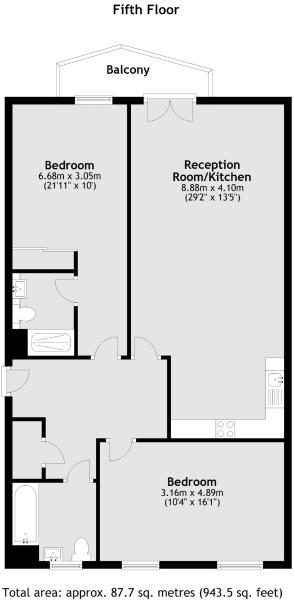 Fifth Floor
Balcony
Bedroom
6.68m x 3.05m
(21'11" x 10')
Reception
Room/Kitchen
8.88m x 4.10m
(29'2" x 13'5")
Bedroom
3.16m x 4.89m
(10'4" x 16'1")
Total area: approx. 87.7 sq. metres (943.5 sq. feet)